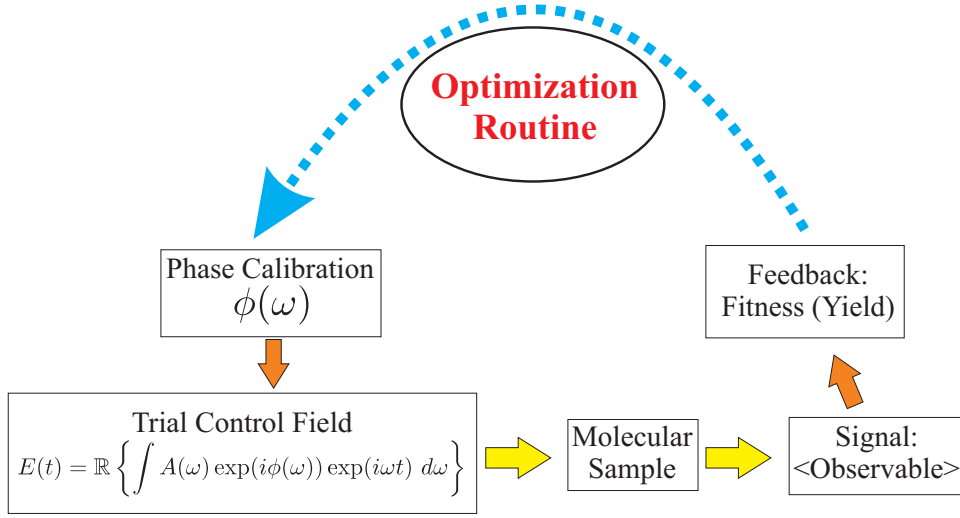 Optimization
Routine
Phase Calibration
ϕ(ω)
Feedback:
Fitness (Yield)
Trial Control Field
E(t) = ℝ { ∫ A(ω) exp(iϕ(ω)) exp(iωt) dω }
Molecular
Sample
Signal:
<Observable>